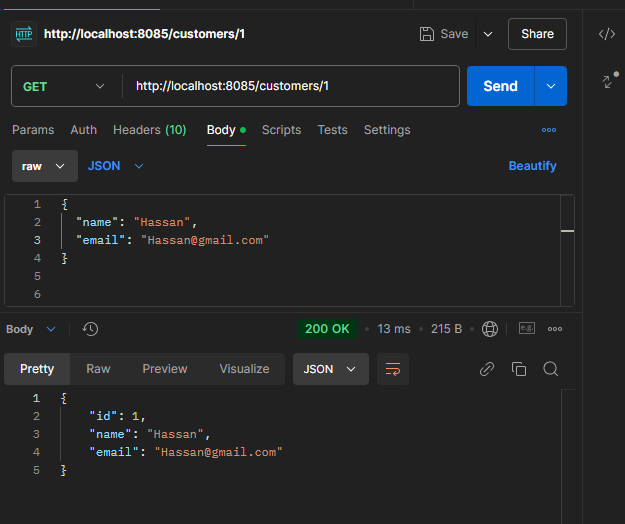 HTTP http://localhost:8085/customers/1 Save Share
GET http://localhost:8085/customers/1 Send
Params Auth Headers (10) Body Scripts Tests Settings
raw JSON Beautify
1 {
2 "name": "Hassan",
3 "email": "Hassan@gmail.com"
4 }
5
6
Body 200 OK 13 ms 215 B e.g.
Pretty Raw Preview Visualize JSON
1 {
2 "id": 1,
3 "name": "Hassan",
4 "email": "Hassan@gmail.com"
5 }